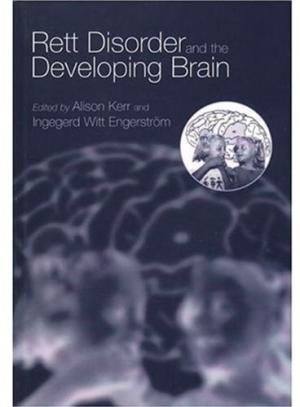 Rett Disorder and the
Developing Brain
Edited by Alison Kerr and
Ingegerd Witt Engerström